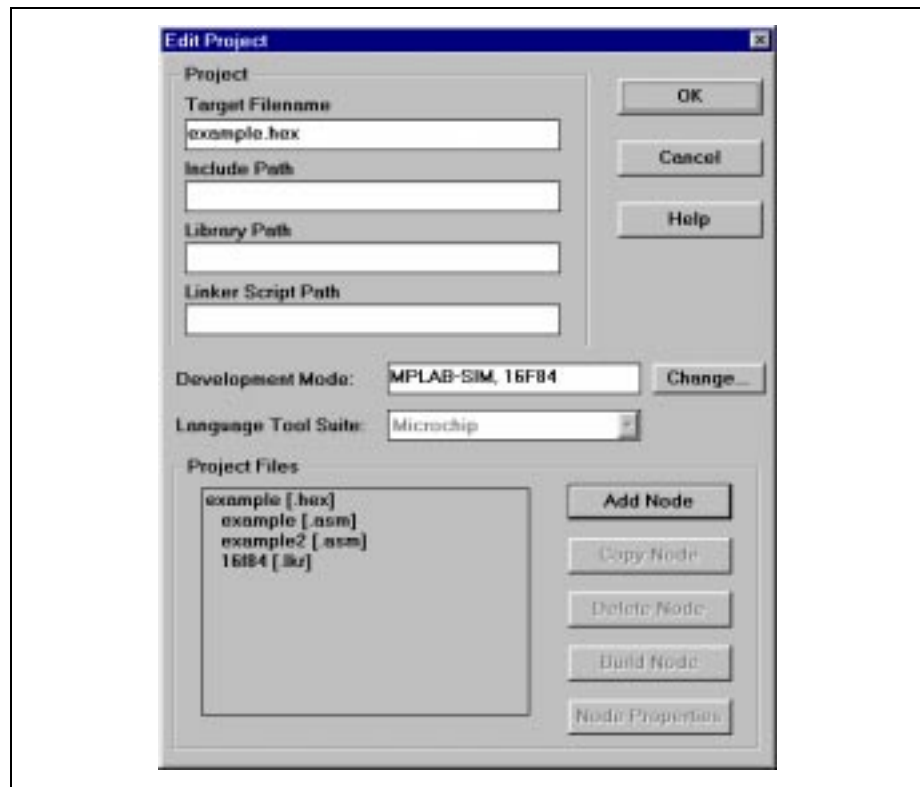 Edit Project
Project
Target Filename
example.hex
Include Path
Library Path
Linker Script Path
OK
Cancel
Help
Development Mode:
MPLAB-SIM, 16F84
Change...
Language Tool Suite:
Microchip
Project Files
example [.hex]
example [.asm]
example2 [.asm]
16f84 [.lkr]
Add Node
Copy Node
Delete Node
Build Node
Node Properties